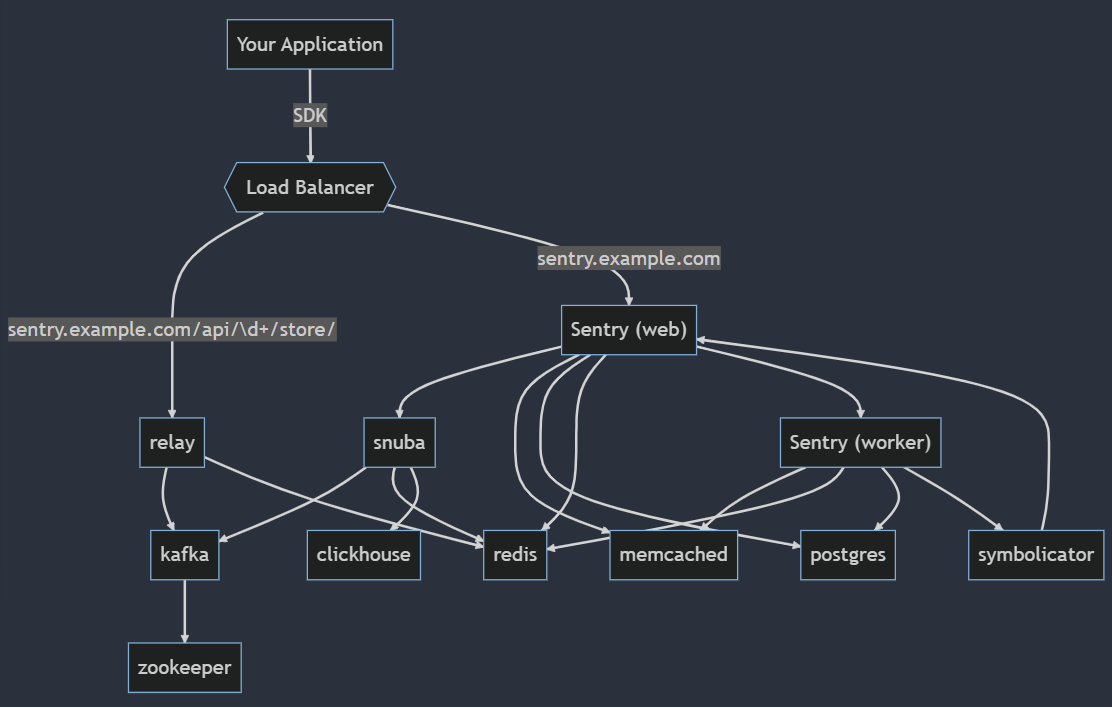 Your Application
SDK
Load Balancer
sentry.example.com
sentry.example.com/api/\d+/store/
Sentry (web)
relay
snuba
Sentry (worker)
kafka
clickhouse
redis
memcached
postgres
symbolicator
zookeeper